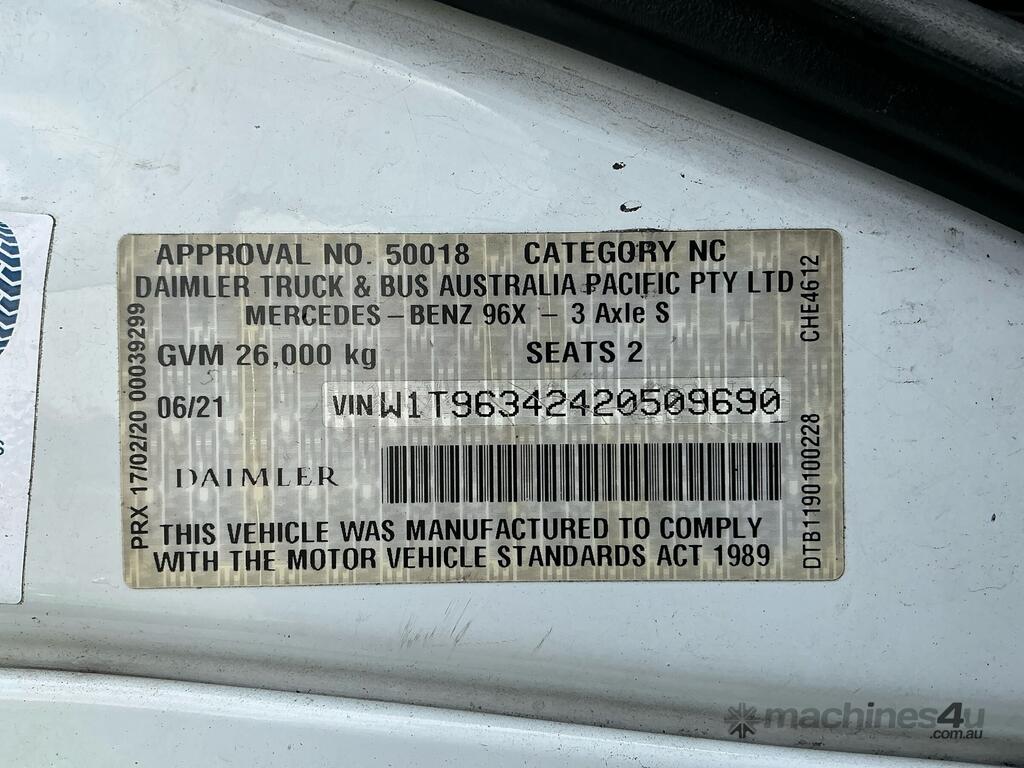 APPROVAL NO. 50018 CATEGORY NC
DAIMLER TRUCK & BUS AUSTRALIA PACIFIC PTY LTD
MERCEDES - BENZ 96X - 3 Axle S
GVM 26,000 kg SEATS 2
06/21 VIN W1T96342420509690
DAIMLER
THIS VEHICLE WAS MANUFACTURED TO COMPLY
WITH THE MOTOR VEHICLE STANDARDS ACT 1989
PRX 17/02/20 00039299
CHE4612
DTB1190100228
machines4u
.com.au